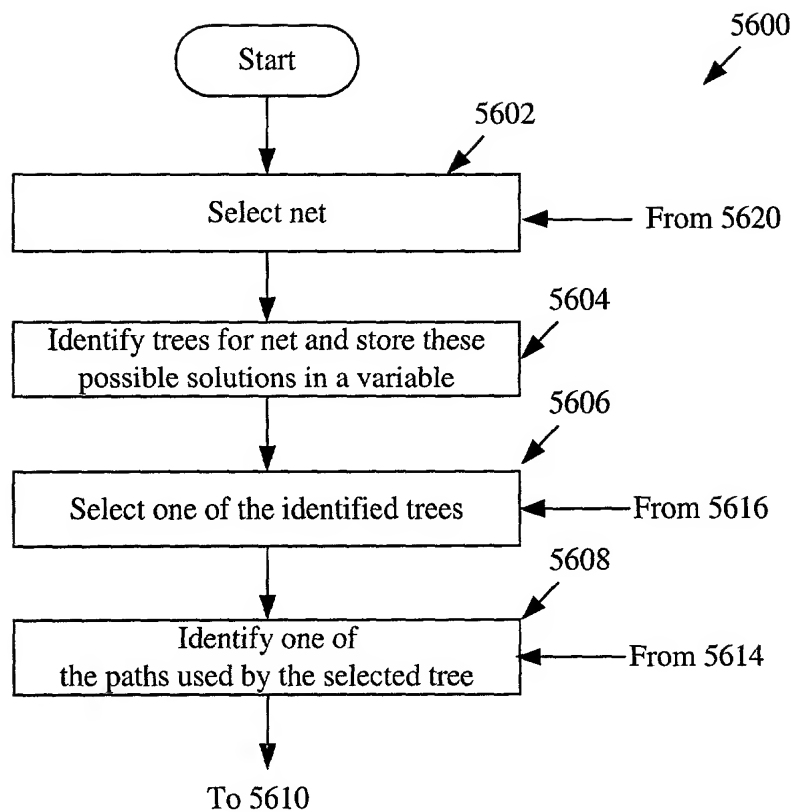 5600
Start
5602
Select net
From 5620
5604
Identify trees for net and store these
possible solutions in a variable
5606
Select one of the identified trees
From 5616
5608
Identify one of
the paths used by the selected tree
From 5614
To 5610